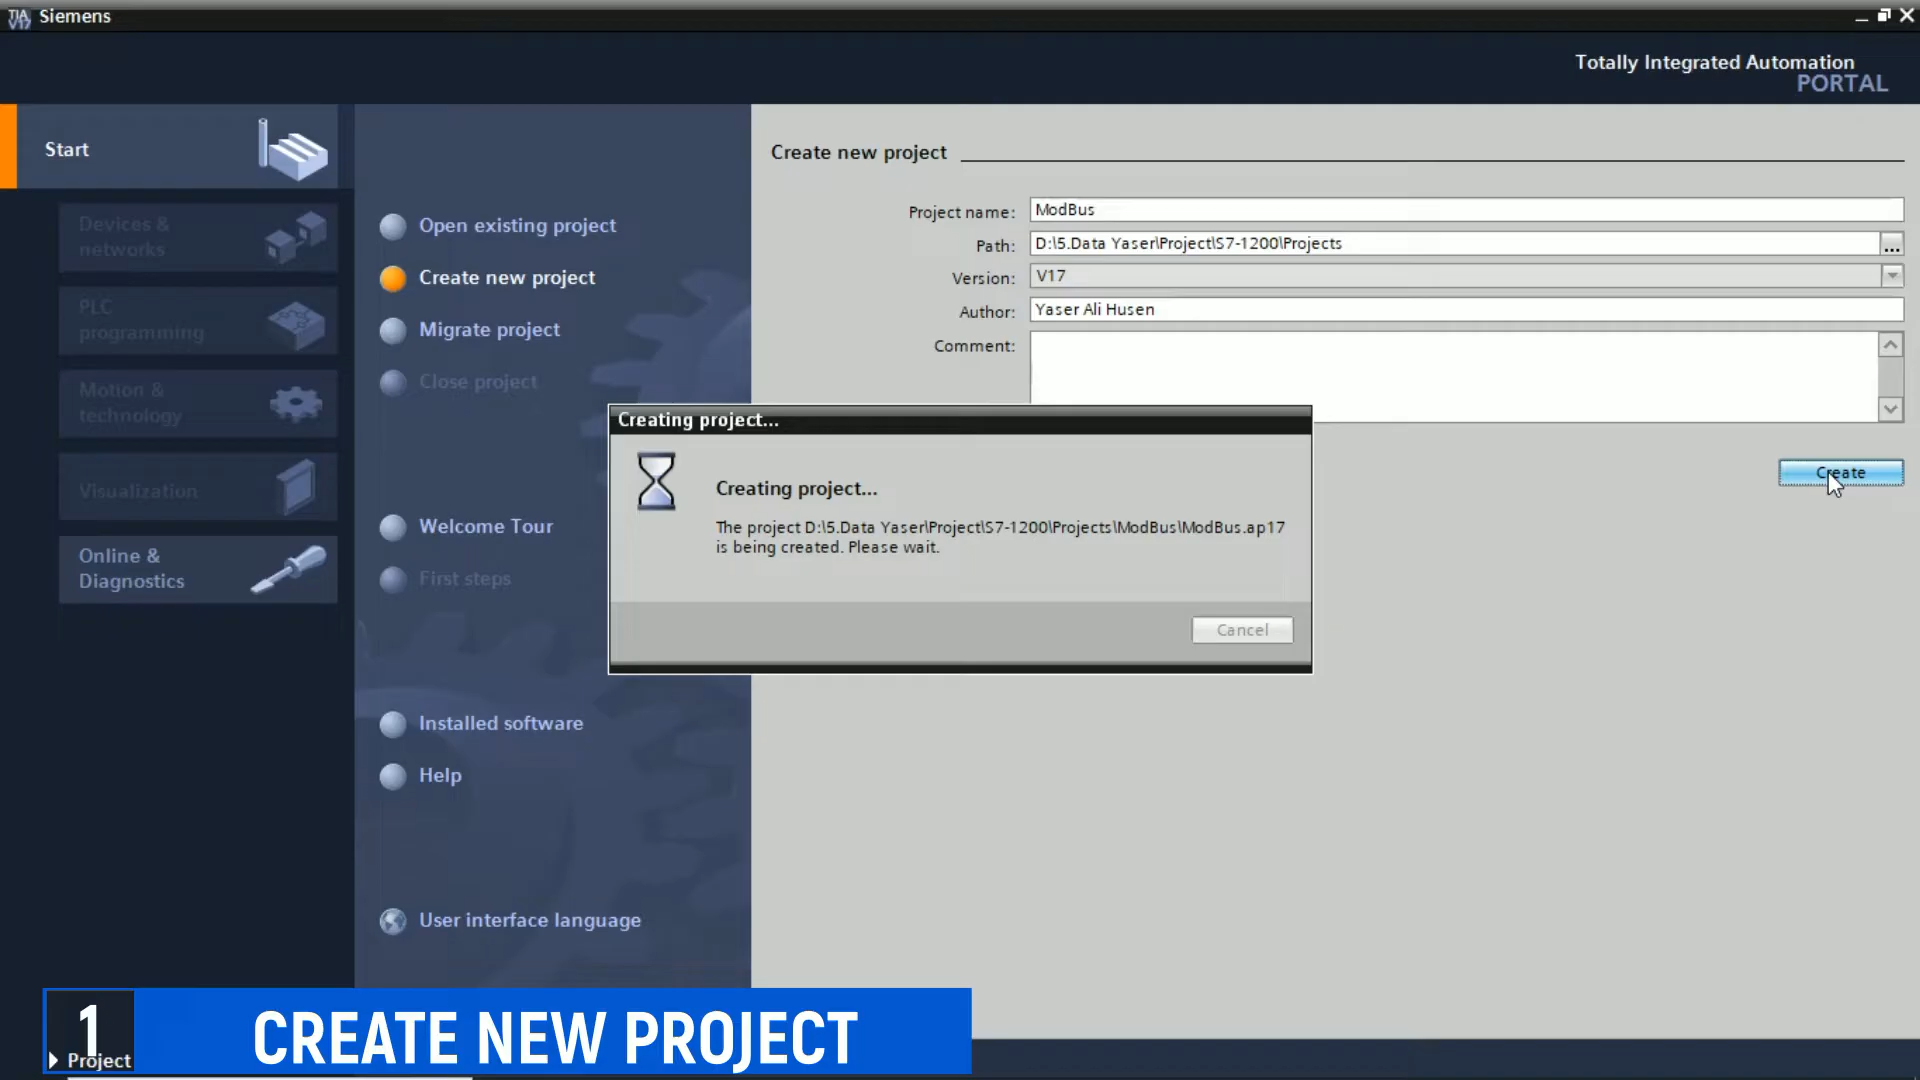 TIA
V17
Siemens
Totally Integrated Automation
PORTAL
Start
Devices &
networks
PLC
programming
Motion &
technology
Visualization
Online &
Diagnostics
Open existing project
Create new project
Migrate project
Close project
Welcome Tour
First steps
Installed software
Help
User interface language
Create new project
Project name: ModBus
Path: D:\5.Data Yaser\Project\S7-1200\Projects
...
Version: V17
Author: Yaser Ali Husen
Comment:
Create
Creating project...
Creating project...
The project D:\5.Data Yaser\Project\S7-1200\Projects\ModBus\ModBus.ap17
is being created. Please wait.
Cancel
1 CREATE NEW PROJECT
Project